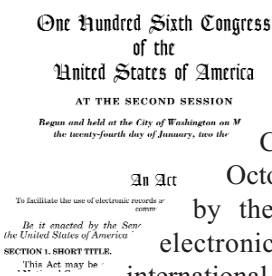 One Hundred Sixth Congress
of the
United States of America
AT THE SECOND SESSION
Begun and held at the City of Washington on M
the twenty-fourth day of January, two the
An Act
To facilitate the use of electronic records
Be it enacted by the
the United States of America
SECTION 1. SHORT TITLE.
This Act may be
Octo
by the
electronic
international